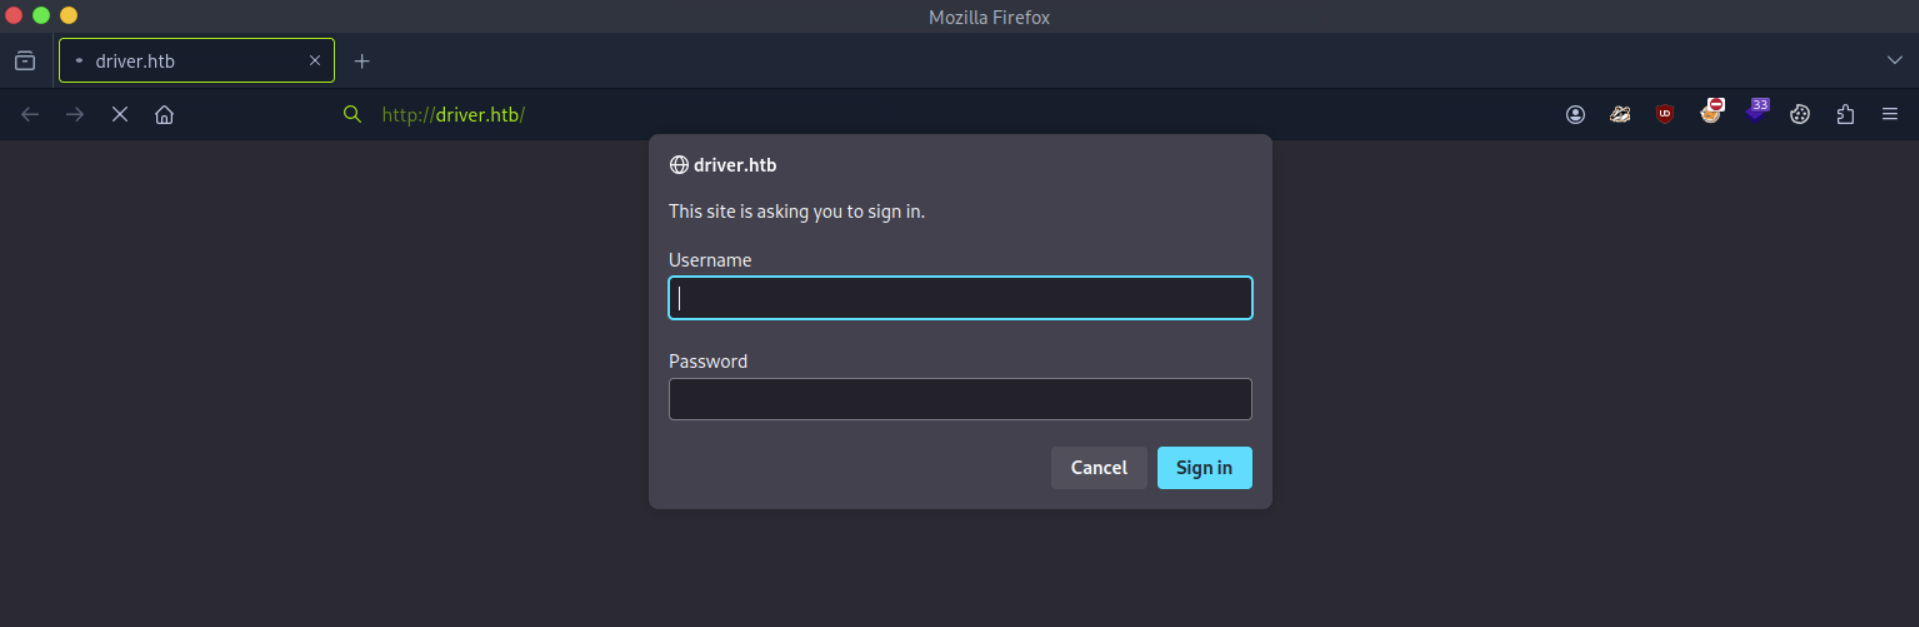 Mozilla Firefox
driver.htb
http://driver.htb/
33
driver.htb
This site is asking you to sign in.
Username
Password
Cancel
Sign in